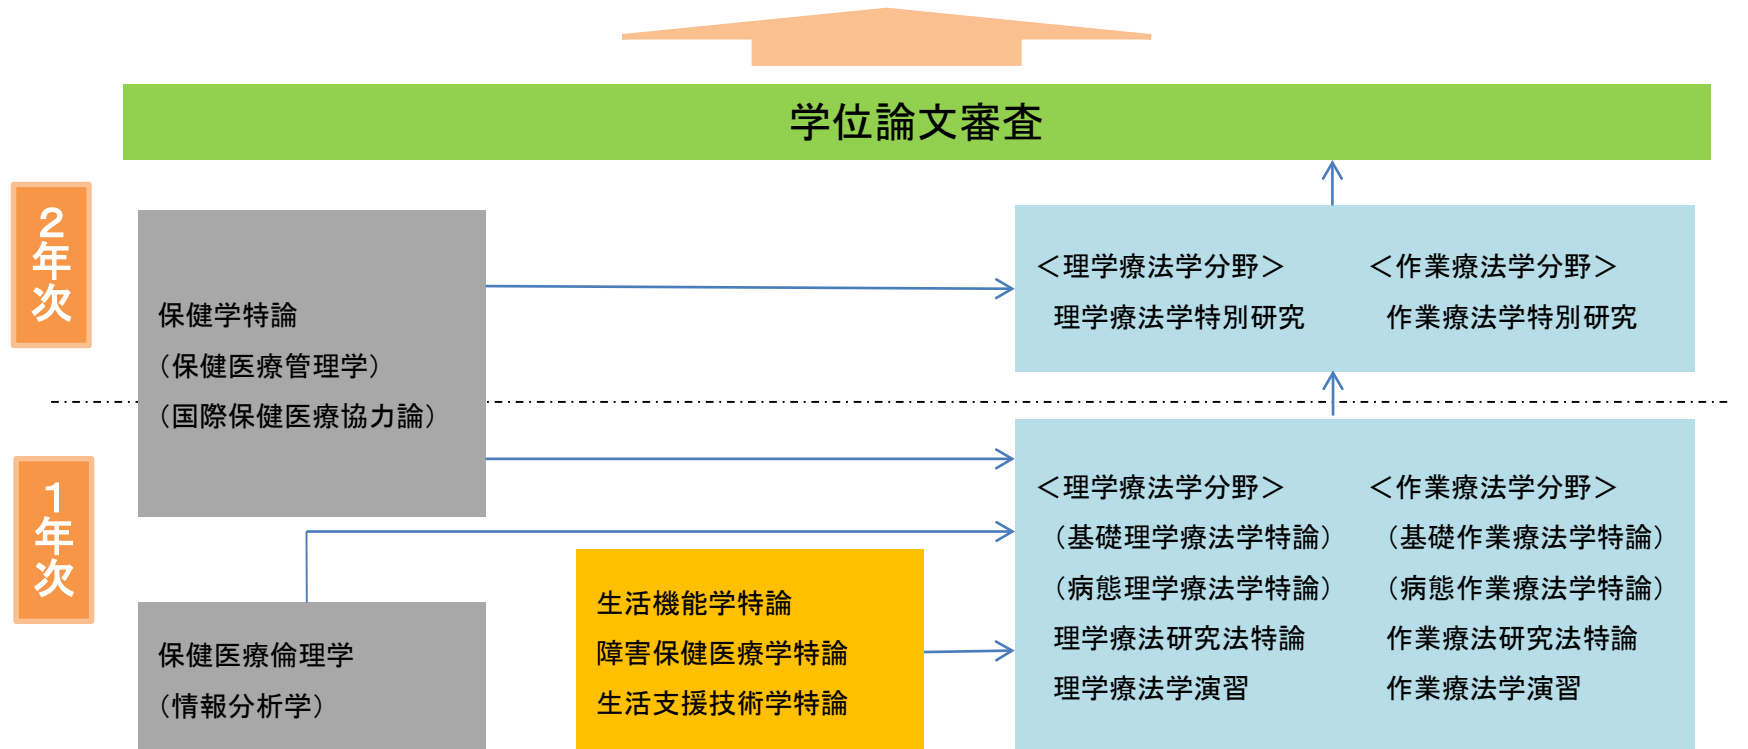 学位論文審査
２年次
保健学特論
（保健医療管理学）
（国際保健医療協力論）
＜理学療法学分野＞
理学療法学特別研究
＜作業療法学分野＞
作業療法学特別研究
１年次
保健医療倫理学
（情報分析学）
生活機能学特論
障害保健医療学特論
生活支援技術学特論
＜理学療法学分野＞
（基礎理学療法学特論）
（病態理学療法学特論）
理学療法研究法特論
理学療法学演習
＜作業療法学分野＞
（基礎作業療法学特論）
（病態作業療法学特論）
作業療法研究法特論
作業療法学演習